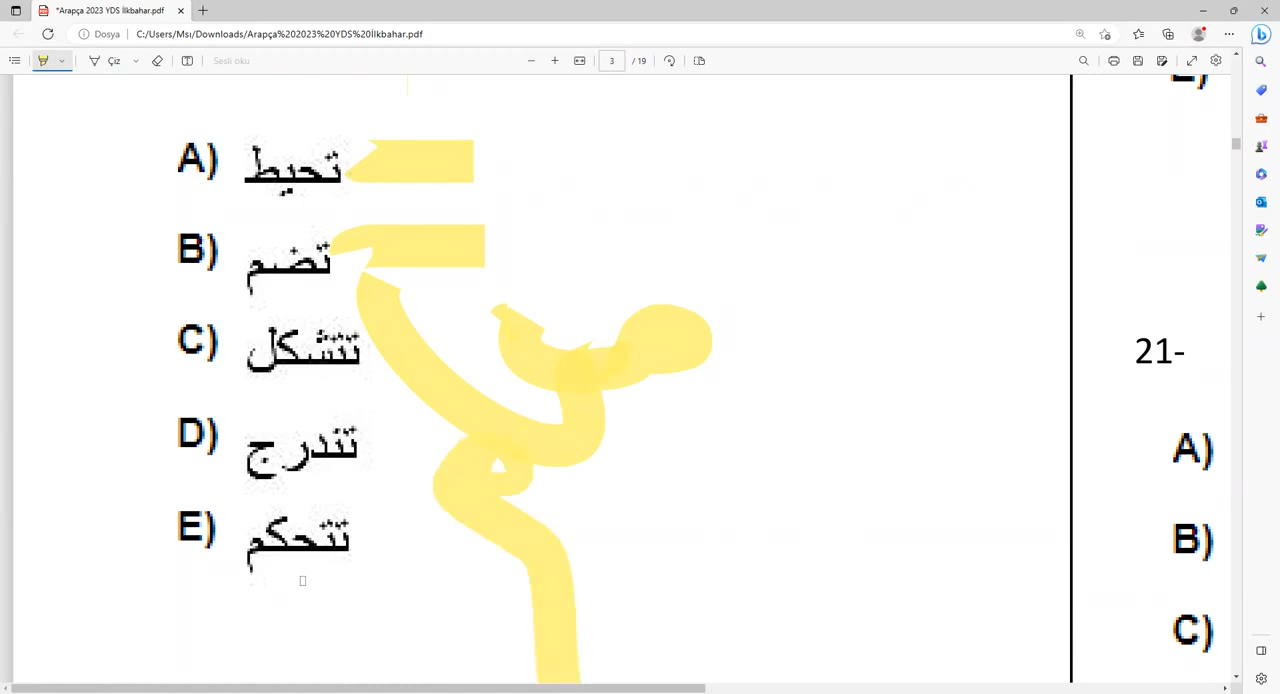 *Arapça 2023 YDS İlkbahar.pdf
Dosya
C:/Users/Msı/Downloads/Arapça%202023%20YDS%20İlkbahar.pdf
Çiz
Sesli oku
3
/ 19
A) تحيط
B) تضم
C) تتشكل
D) تندرج
E) تتحكم
21-
A)
B)
C)